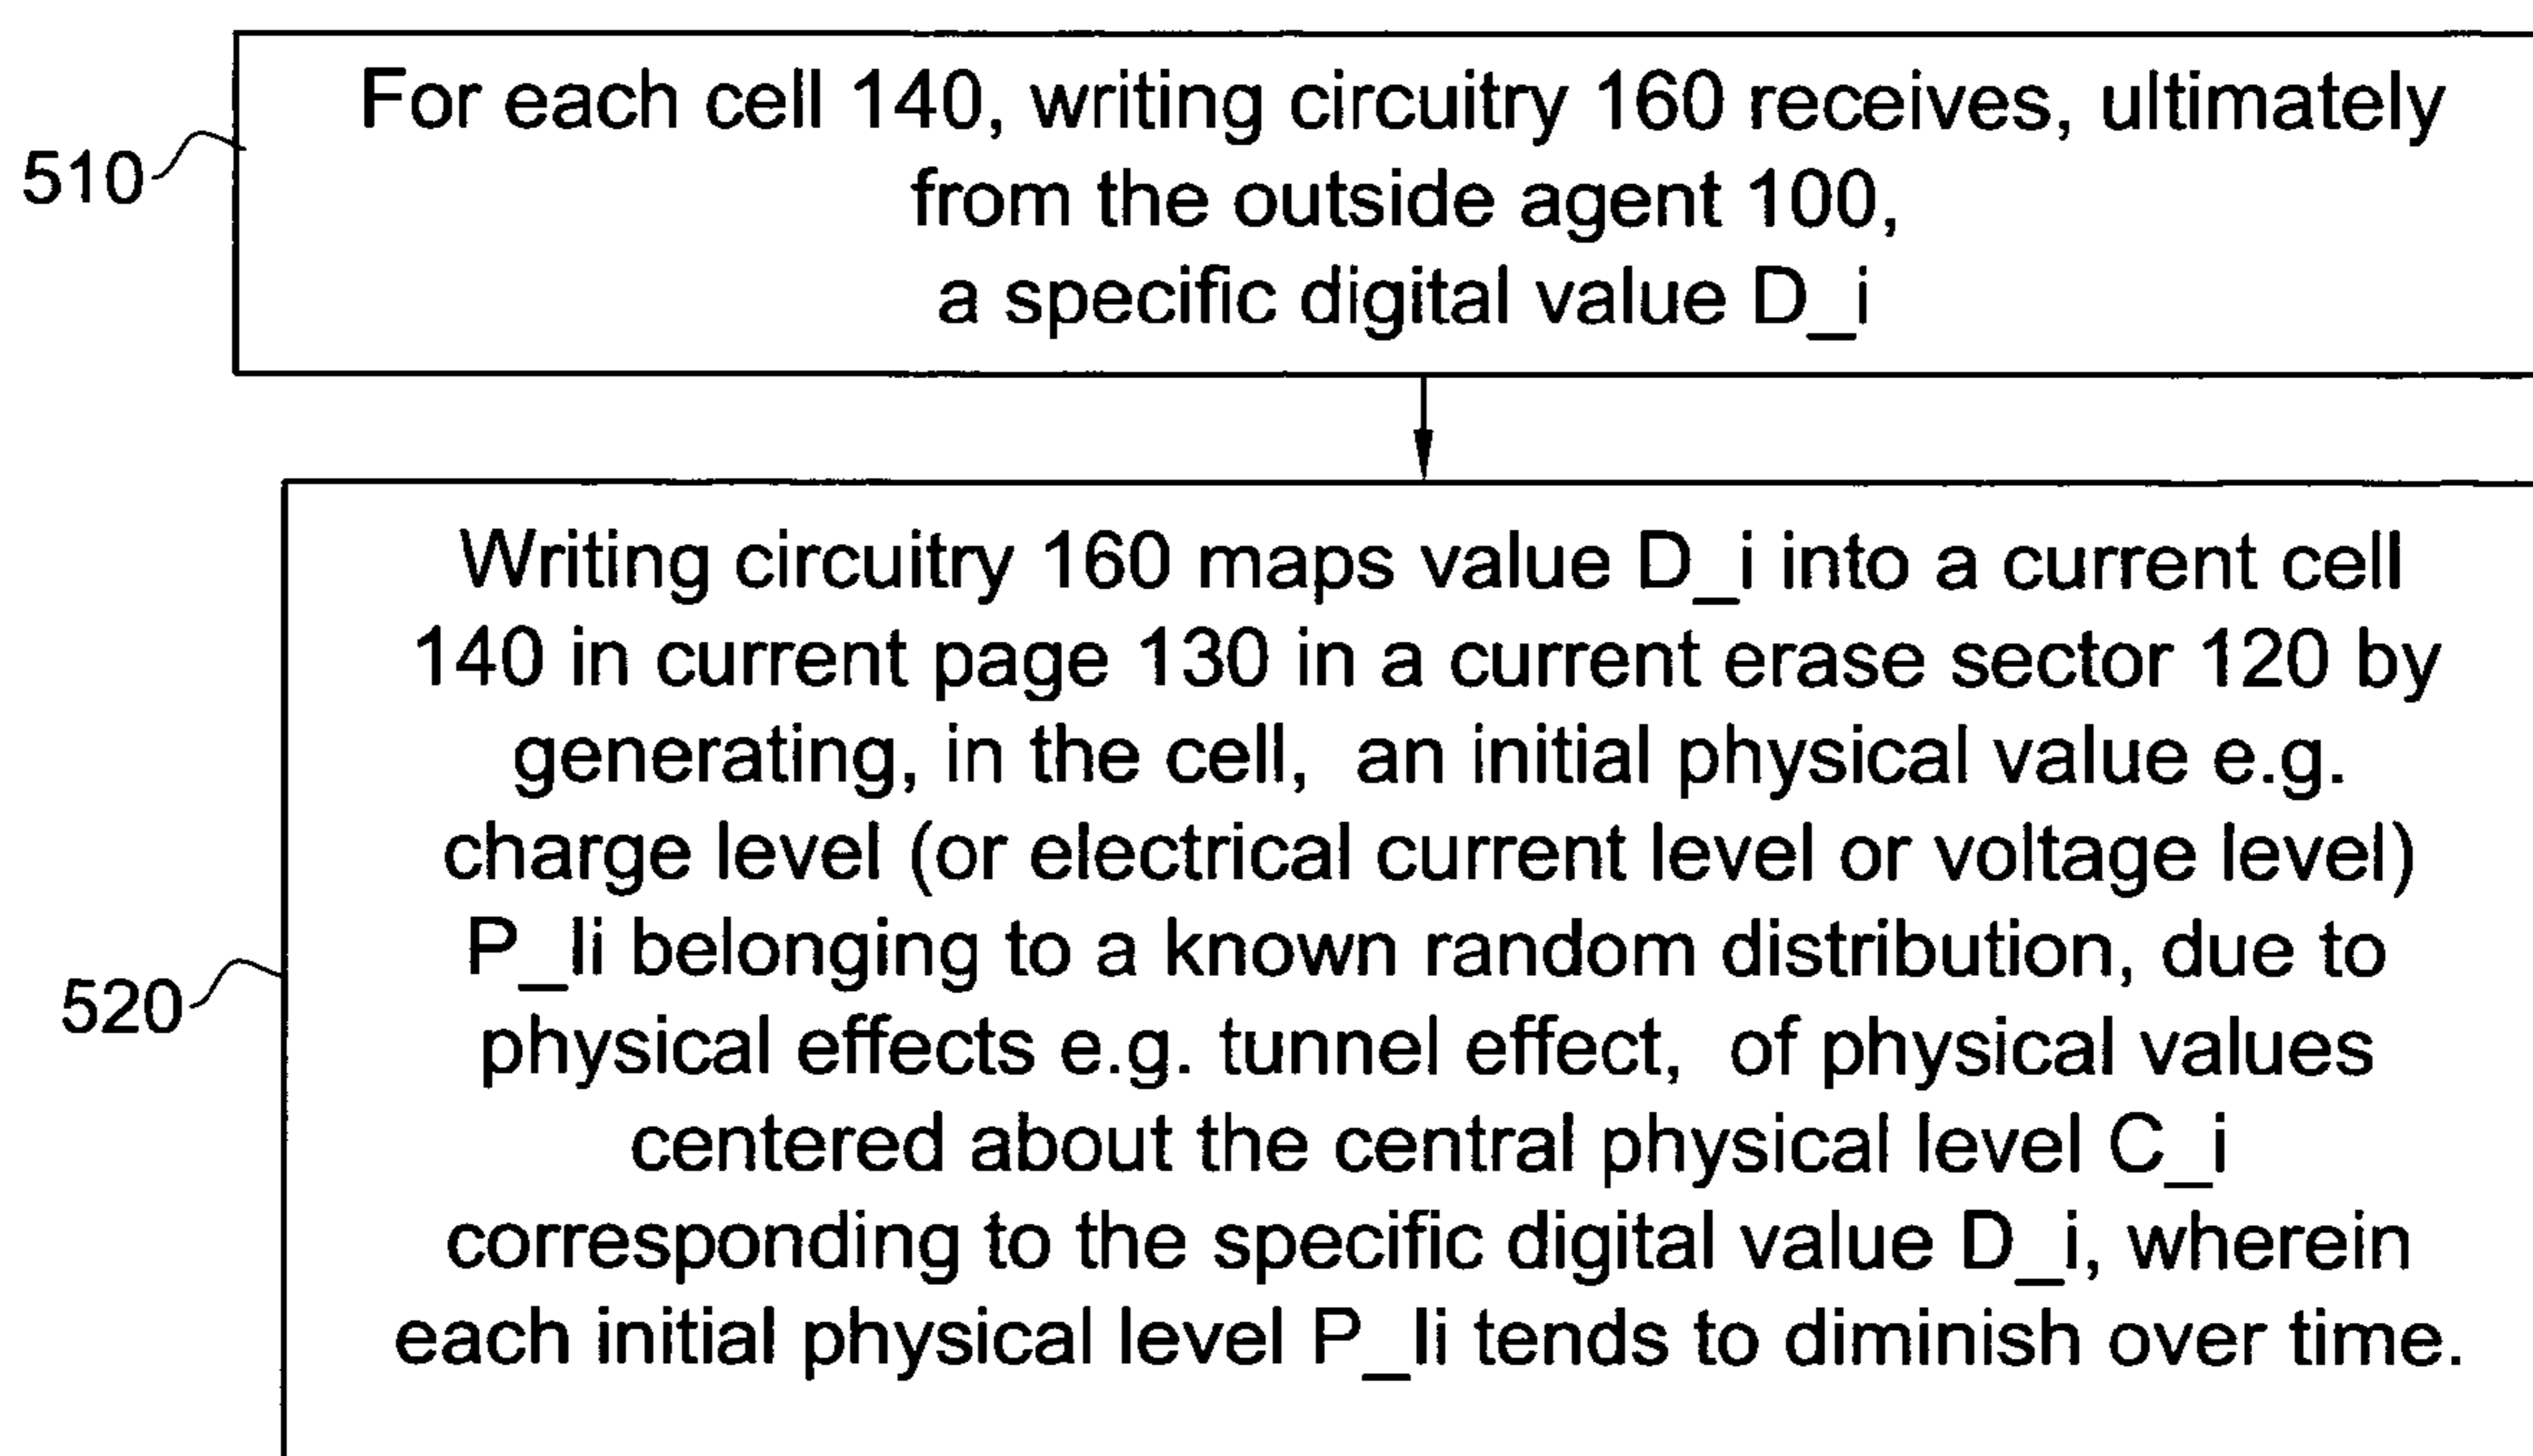 For each cell 140, writing circuitry 160 receives, ultimately
from the outside agent 100,
a specific digital value D_i
510
Writing circuitry 160 maps value D_i into a current cell
140 in current page 130 in a current erase sector 120 by
generating, in the cell, an initial physical value e.g.
charge level (or electrical current level or voltage level)
P_Ii belonging to a known random distribution, due to
physical effects e.g. tunnel effect, of physical values
centered about the central physical level C_i
corresponding to the specific digital value D_i, wherein
each initial physical level P_Ii tends to diminish over time.
520